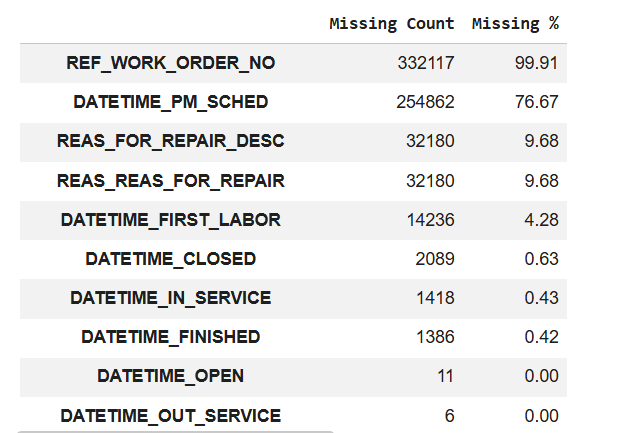 Missing Count Missing %
REF_WORK_ORDER_NO 332117 99.91
DATETIME_PM_SCHED 254862 76.67
REAS_FOR_REPAIR_DESC 32180 9.68
REAS_REAS_FOR_REPAIR 32180 9.68
DATETIME_FIRST_LABOR 14236 4.28
DATETIME_CLOSED 2089 0.63
DATETIME_IN_SERVICE 1418 0.43
DATETIME_FINISHED 1386 0.42
DATETIME_OPEN 11 0.00
DATETIME_OUT_SERVICE 6 0.00